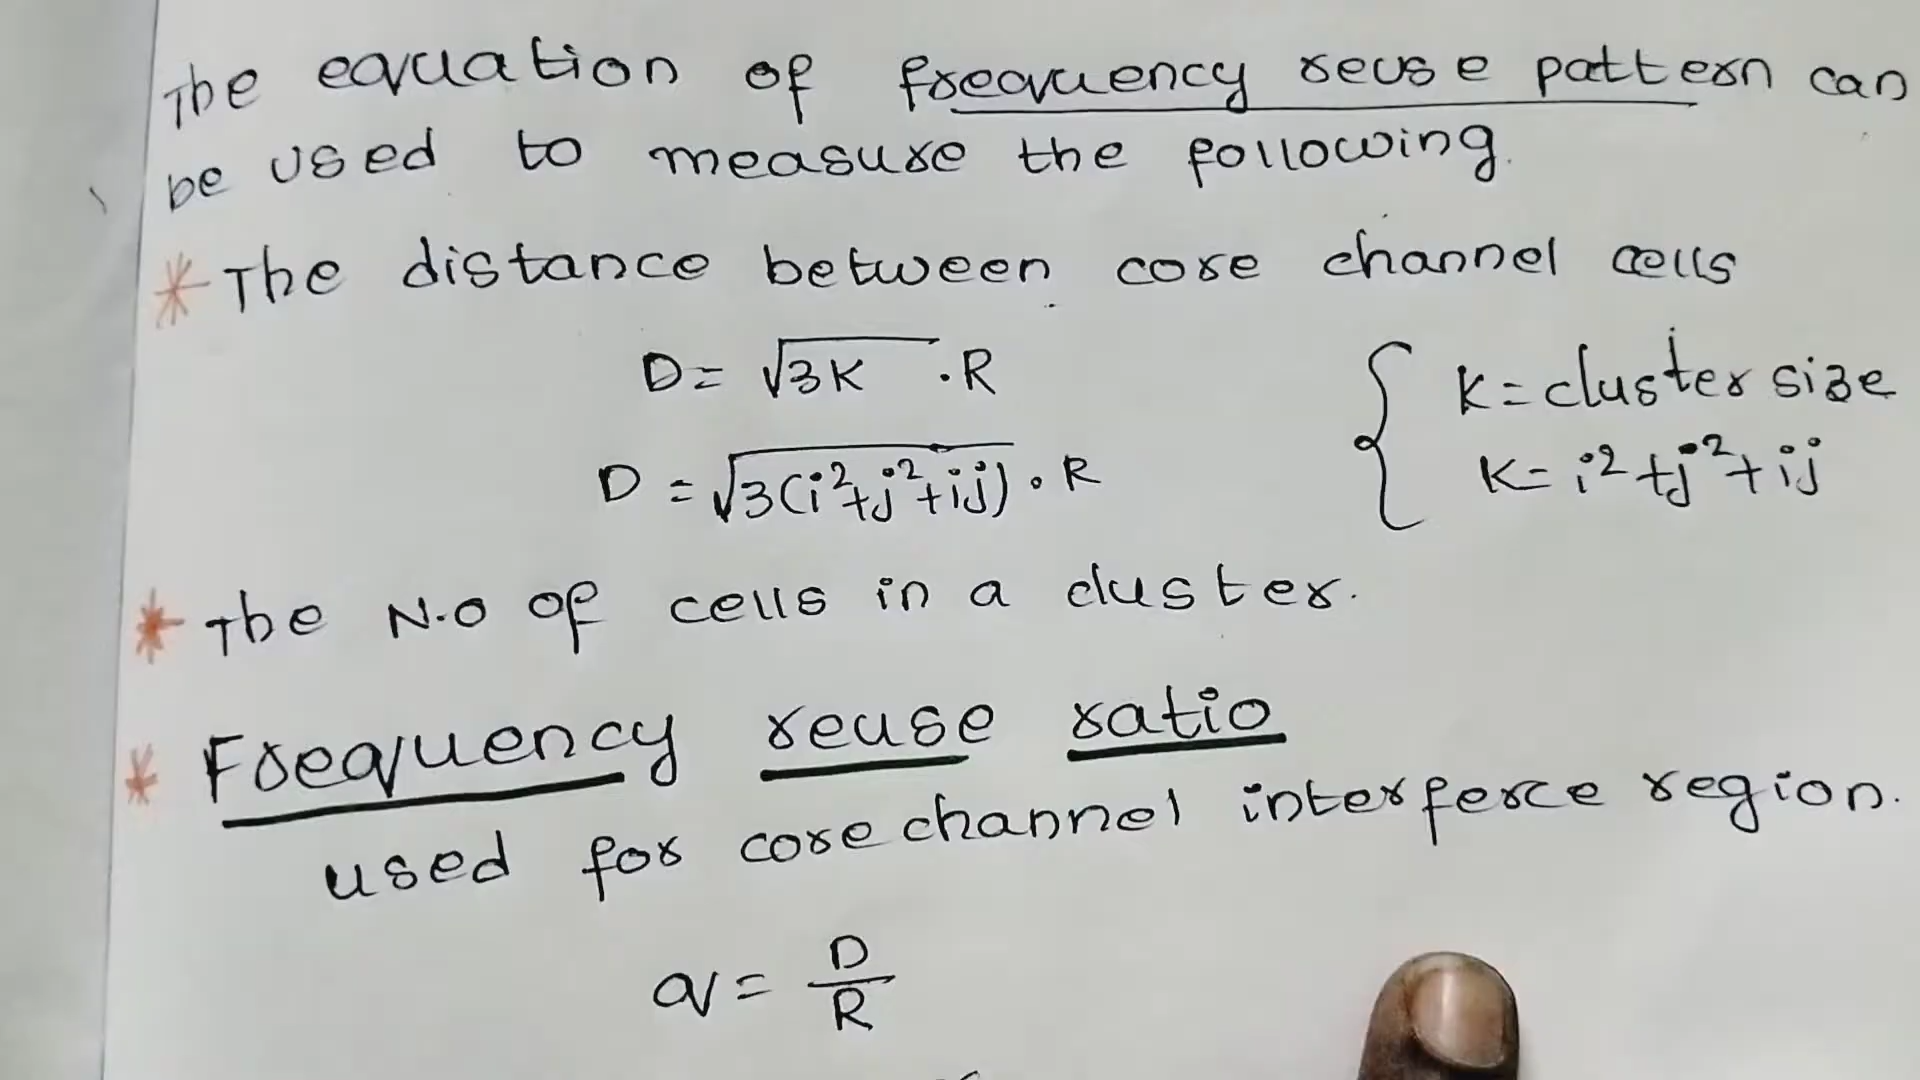 The equation of frequency reuse pattern can
be used to measure the following.
* The distance between core channel cells
D = √3K . R
{ K = cluster size
D = √3(i²+j²+ij) . R
K = i²+j²+ij
* The N.O of cells in a cluster.
* Frequency reuse ratio
used for core channel interferce region.
q = D/R